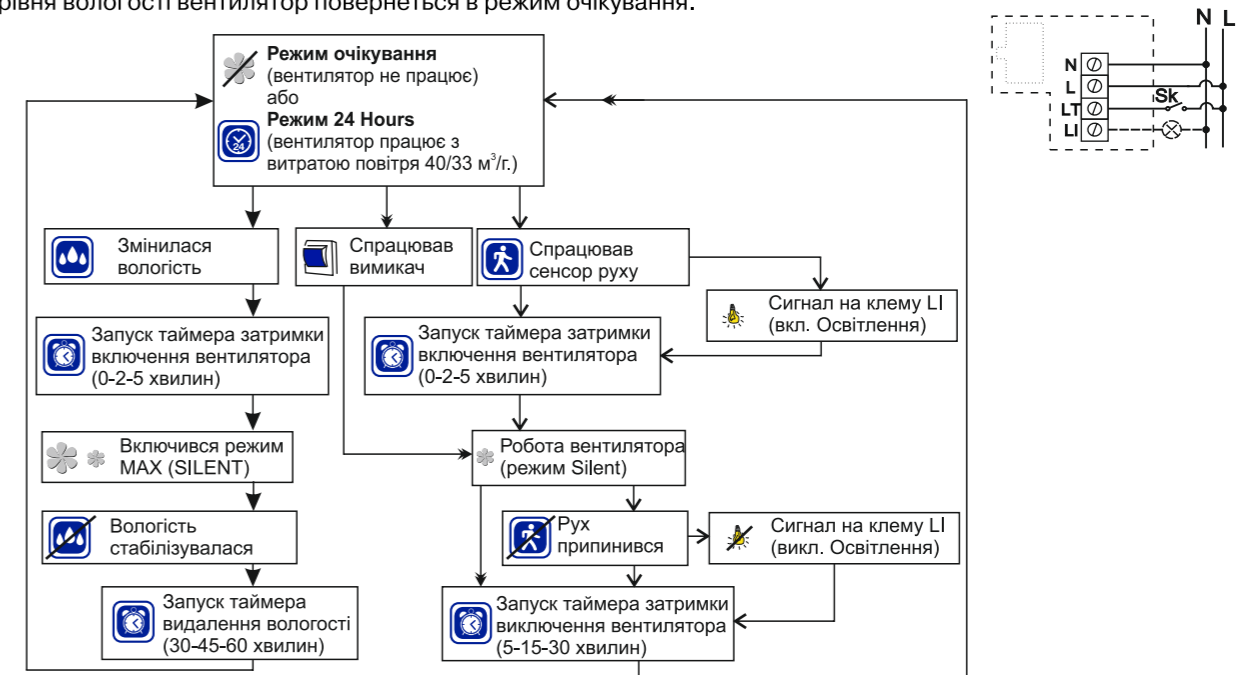 рівня вологості вентилятор повернеться в режим очікування.
Режим очікування
(вентилятор не працює)
або
Режим 24 Hours
(вентилятор працює з
витратою повітря 40/33 м³/г.)
24
N L
N
L
LT
LI
Sk
Змінилася
вологість
Спрацював
вимикач
Спрацював
сенсор руху
Сигнал на клему LI
(вкл. Освітлення)
Запуск таймера затримки
включення вентилятора
(0-2-5 хвилин)
Запуск таймера затримки
включення вентилятора
(0-2-5 хвилин)
Включився режим
MAX (SILENT)
Робота вентилятора
(режим Silent)
Вологість
стабілізувалася
Рух
припинився
Сигнал на клему LI
(викл. Освітлення)
Запуск таймера
видалення вологості
(30-45-60 хвилин)
Запуск таймера затримки
виключення вентилятора
(5-15-30 хвилин)